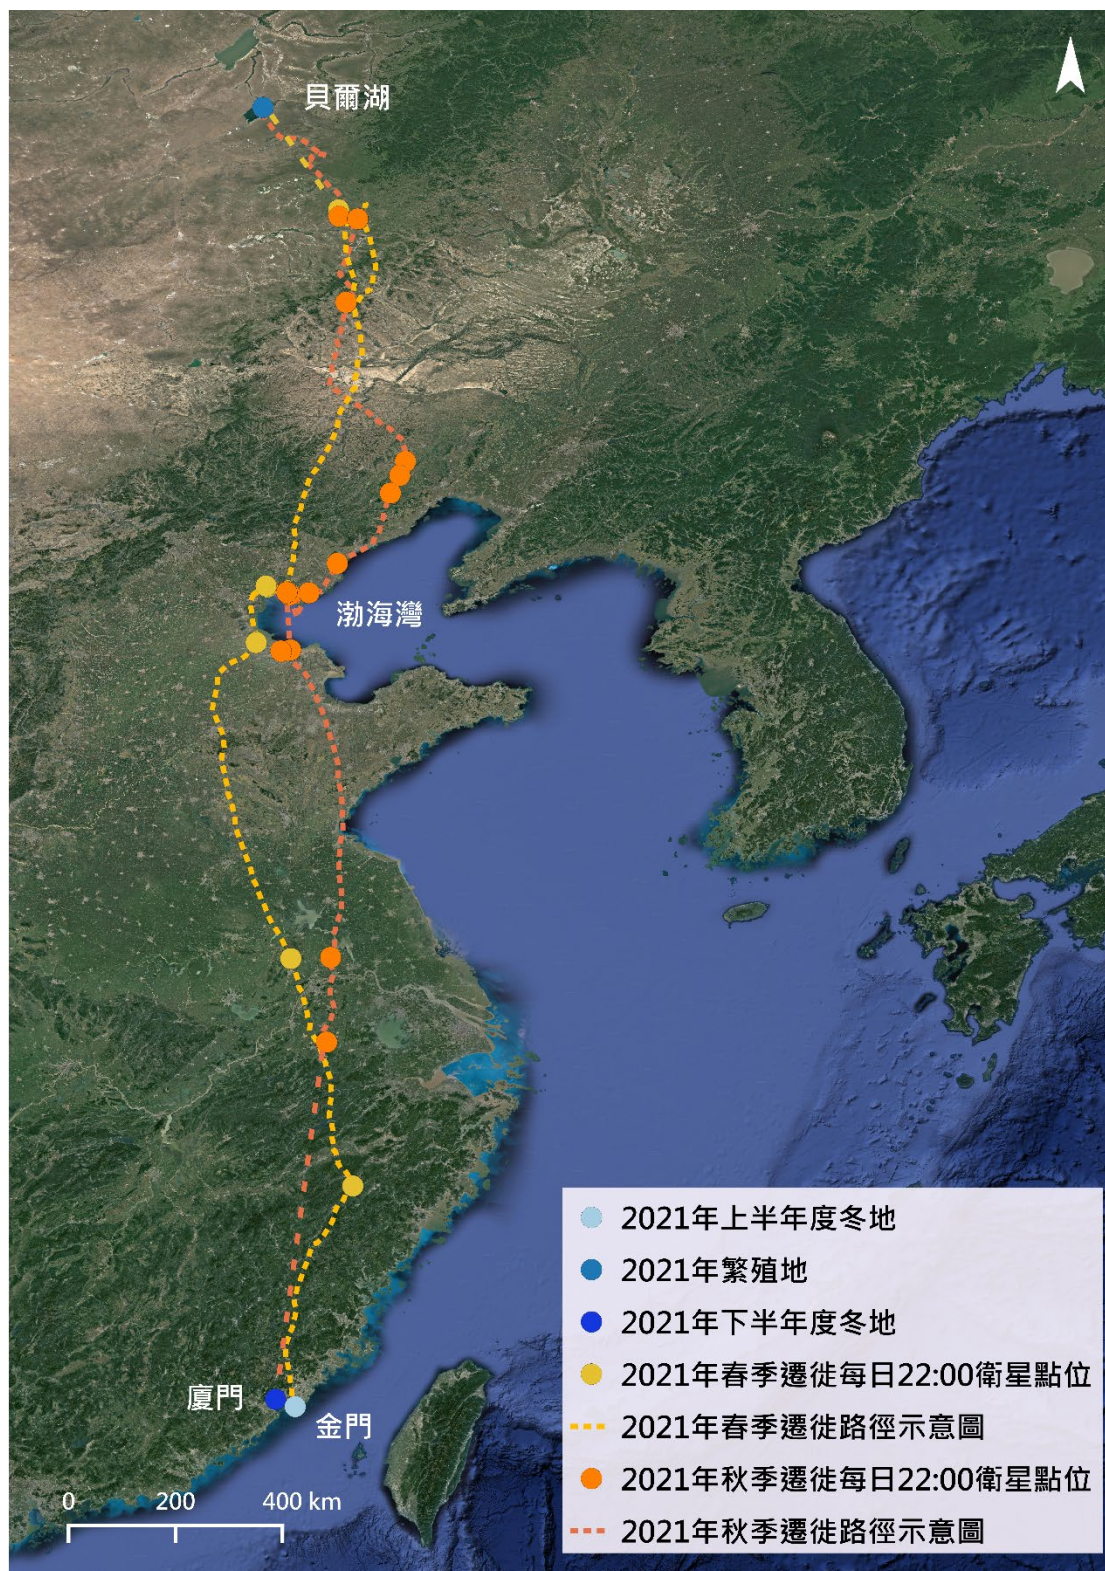 貝爾湖
渤海灣
廈門
金門
0 200 400 km
2021年上半年度冬地
2021年繁殖地
2021年下半年度冬地
2021年春季遷徙每日22:00衛星點位
2021年春季遷徙路徑示意圖
2021年秋季遷徙每日22:00衛星點位
2021年秋季遷徙路徑示意圖